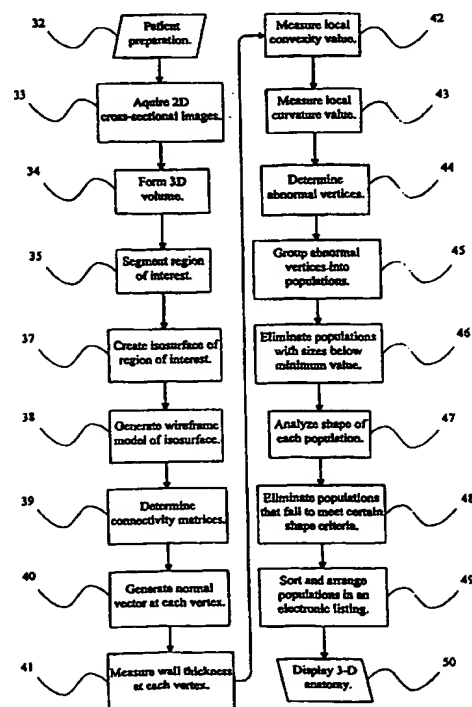 32
Patient
preparation.
33
Aquire 2D
cross-sectional images.
34
Form 3D
volume.
35
Segment region
of interest.
37
Create isosurface of
region of interest.
38
Generate wireframe
model of isosurface.
39
Determine
connectivity matrices.
40
Generate normal
vector at each vertex.
41
Measure wall thickness
at each vertex.
42
Measure local
convexity value.
43
Measure local
curvature value.
44
Determine
abnormal vertices.
45
Group abnormal
vertices into
populations.
46
Eliminate populations
with sizes below
minimum value.
47
Analyze shape of
each population.
48
Eliminate populations
that fail to meet certain
shape criteria.
49
Sort and arrange
populations in an
electronic listing.
50
Display 3-D
anatomy.